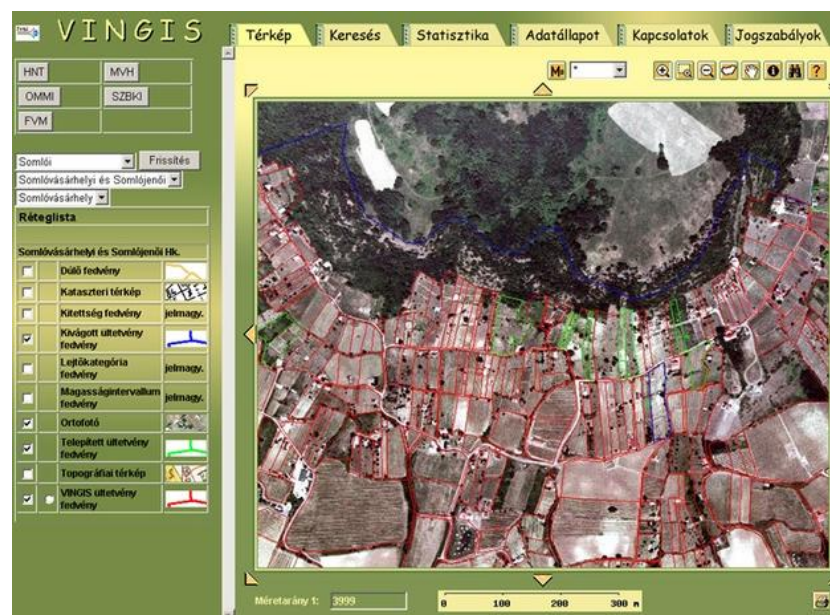 VINGIS
Térkép
Keresés
Statisztika
Adatállapot
Kapcsolatok
Jogszabályok
HNT
MVH
OMMI
SZBKI
FVM
M
*
i
?
Somlói
Frissítés
Somlóvásárhelyi és Somlójenői
Somlóvásárhely
Réteglista
Somlóvásárhelyi és Somlójenői Hk.
Dűlő fedvény
Kataszteri térkép
Kitettség fedvény
jelmagy.
Kivágott ültetvény
fedvény
Lejtőkategória
fedvény
jelmagy.
Magasságintervallum
fedvény
jelmagy.
Ortofotó
Telepített ültetvény
fedvény
Topográfiai térkép
VINGIS ültetvény
fedvény
Méretarány 1:
3999
0
100
200
300 m